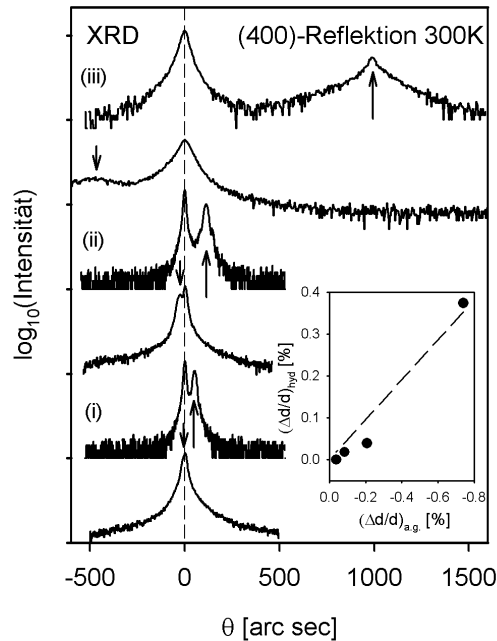 XRD (400)-Reflektion 300K
(iii)
(ii)
(i)
log10(Intensität)
0.4
0.3
0.2
0.1
0.0
(Δd/d)hyd [%]
0.0 -0.2 -0.4 -0.6 -0.8
(Δd/d)a.g. [%]
-500 0 500 1000 1500
θ [arc sec]